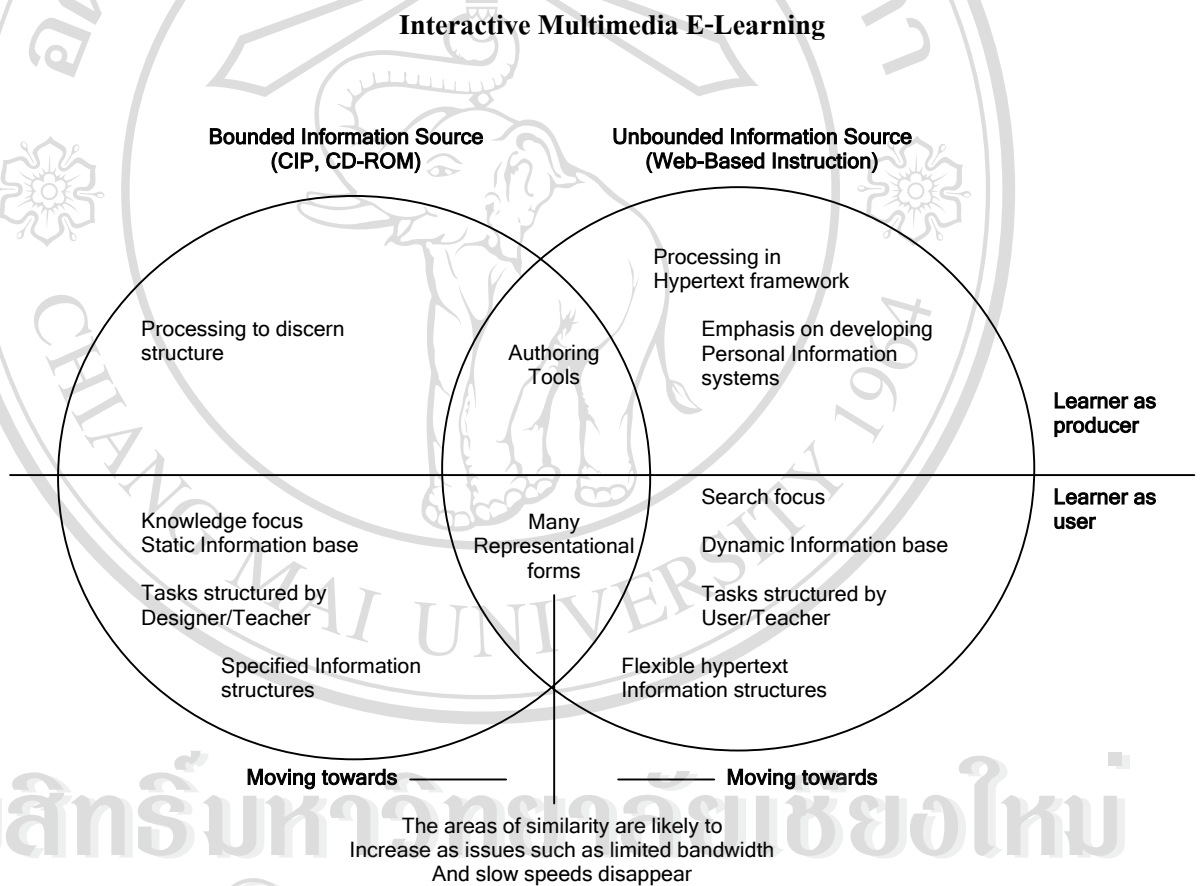 Interactive Multimedia E-Learning
Bounded Information Source
(CIP, CD-ROM)
Unbounded Information Source
(Web-Based Instruction)
Processing to discern
structure
Authoring
Tools
Processing in
Hypertext framework
Emphasis on developing
Personal Information
systems
Learner as
producer
Learner as
user
Knowledge focus
Static Information base
Tasks structured by
Designer/Teacher
Specified Information
structures
Many
Representational
forms
Search focus
Dynamic Information base
Tasks structured by
User/Teacher
Flexible hypertext
Information structures
Moving towards
Moving towards
The areas of similarity are likely to
Increase as issues such as limited bandwidth
And slow speeds disappear
CHIANG MAI UNIVERSITY 1964